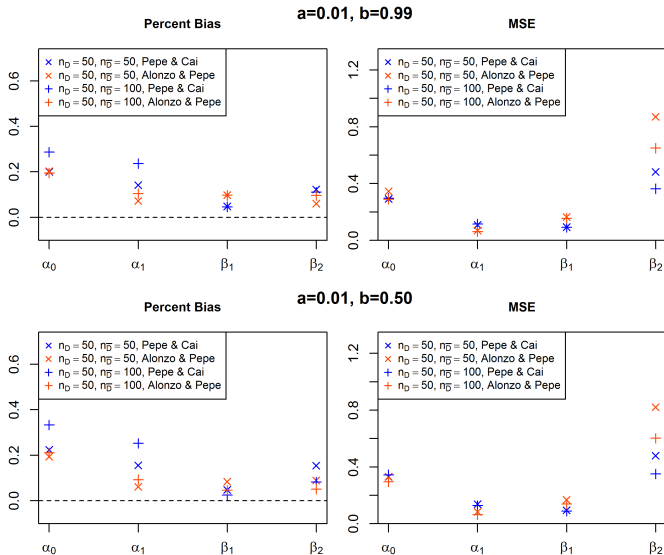 a=0.01, b=0.99
Percent Bias
MSE
0.0 0.2 0.4 0.6
n_D = 50, n_D̅ = 50, Pepe & Cai
n_D = 50, n_D̅ = 50, Alonzo & Pepe
n_D = 50, n_D̅ = 100, Pepe & Cai
n_D = 50, n_D̅ = 100, Alonzo & Pepe
α₀ α₁ β₁ β₂
0.0 0.4 0.8 1.2
n_D = 50, n_D̅ = 50, Pepe & Cai
n_D = 50, n_D̅ = 50, Alonzo & Pepe
n_D = 50, n_D̅ = 100, Pepe & Cai
n_D = 50, n_D̅ = 100, Alonzo & Pepe
α₀ α₁ β₁ β₂
a=0.01, b=0.50
Percent Bias
MSE
0.0 0.2 0.4 0.6
n_D = 50, n_D̅ = 50, Pepe & Cai
n_D = 50, n_D̅ = 50, Alonzo & Pepe
n_D = 50, n_D̅ = 100, Pepe & Cai
n_D = 50, n_D̅ = 100, Alonzo & Pepe
α₀ α₁ β₁ β₂
0.0 0.4 0.8 1.2
n_D = 50, n_D̅ = 50, Pepe & Cai
n_D = 50, n_D̅ = 50, Alonzo & Pepe
n_D = 50, n_D̅ = 100, Pepe & Cai
n_D = 50, n_D̅ = 100, Alonzo & Pepe
α₀ α₁ β₁ β₂